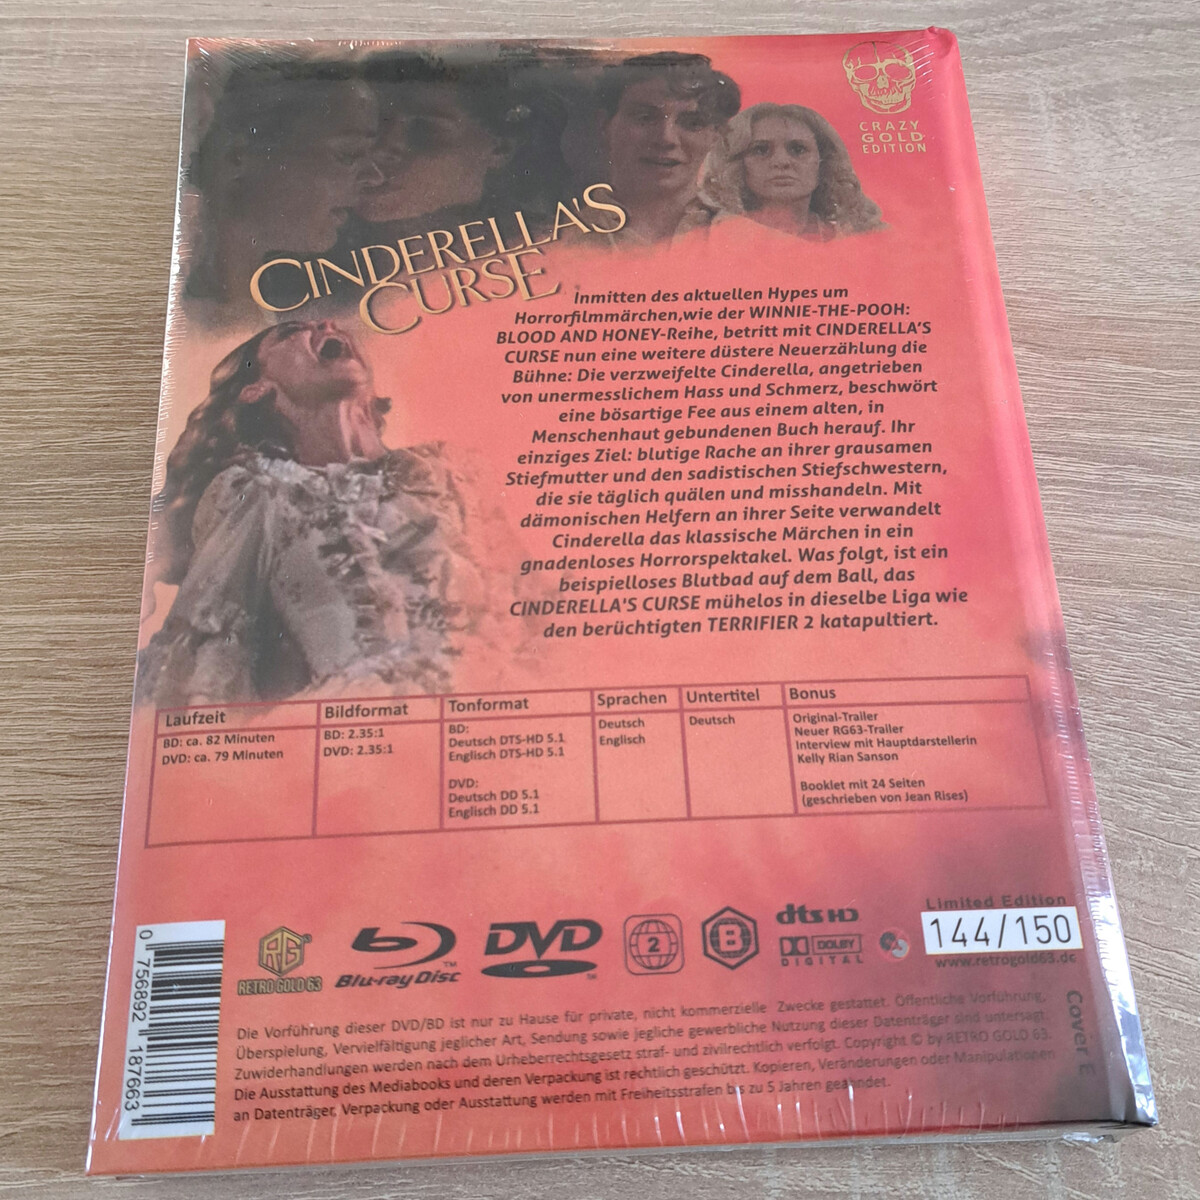 CRAZY
GOLD
EDITION
CINDERELLA'S
CURSE
Inmitten des aktuellen Hypes um
Horrorfilmmärchen,wie der WINNIE-THE-POOH:
BLOOD AND HONEY-Reihe, betritt mit CINDERELLA'S
CURSE nun eine weitere düstere Neuerzählung die
Bühne: Die verzweifelte Cinderella, angetrieben
von unermesslichem Hass und Schmerz, beschwört
eine bösartige Fee aus einem alten, in
Menschenhaut gebundenen Buch herauf. Ihr
einziges Ziel: blutige Rache an ihrer grausamen
Stiefmutter und den sadistischen Stiefschwestern,
die sie täglich quälen und misshandeln. Mit
dämonischen Helfern an ihrer Seite verwandelt
Cinderella das klassische Märchen in ein
gnadenloses Horrorspektakel. Was folgt, ist ein
beispielloses Blutbad auf dem Ball, das
CINDERELLA'S CURSE mühelos in dieselbe Liga wie
den berüchtigten TERRIFIER 2 katapultiert.
Laufzeit
BD: ca. 82 Minuten
DVD: ca. 79 Minuten
Bildformat
BD: 2.35:1
DVD: 2.35:1
Tonformat
BD:
Deutsch DTS-HD 5.1
Englisch DTS-HD 5.1
DVD:
Deutsch DD 5.1
Englisch DD 5.1
Sprachen
Deutsch
Englisch
Untertitel
Deutsch
Bonus
Original-Trailer
Neuer RG63-Trailer
Interview mit Hauptdarstellerin
Kelly Rian Sanson
Booklet mit 24 Seiten
(geschrieben von Jean Rises)
0 756892 187663
RETRO GOLD 63
Blu-ray Disc
DVD
2
B
dts HD
DOLBY
DIGITAL
Limited Edition
144/150
www.retrogold63.de
Cover E
Die Vorführung dieser DVD/BD ist nur zu Hause für private, nicht kommerzielle Zwecke gestattet. Öffentliche Vorführung,
Überspielung, Vervielfältigung jeglicher Art, Sendung sowie jegliche gewerbliche Nutzung dieser Datenträger sind untersagt.
Zuwiderhandlungen werden nach dem Urheberrechtsgesetz straf- und zivilrechtlich verfolgt. Copyright © by RETRO GOLD 63.
Die Ausstattung des Mediabooks und deren Verpackung ist rechtlich geschützt. Kopieren, Veränderungen oder Manipulationen
an Datenträger, Verpackung oder Ausstattung werden mit Freiheitsstrafen bis zu 5 Jahren geahndet.